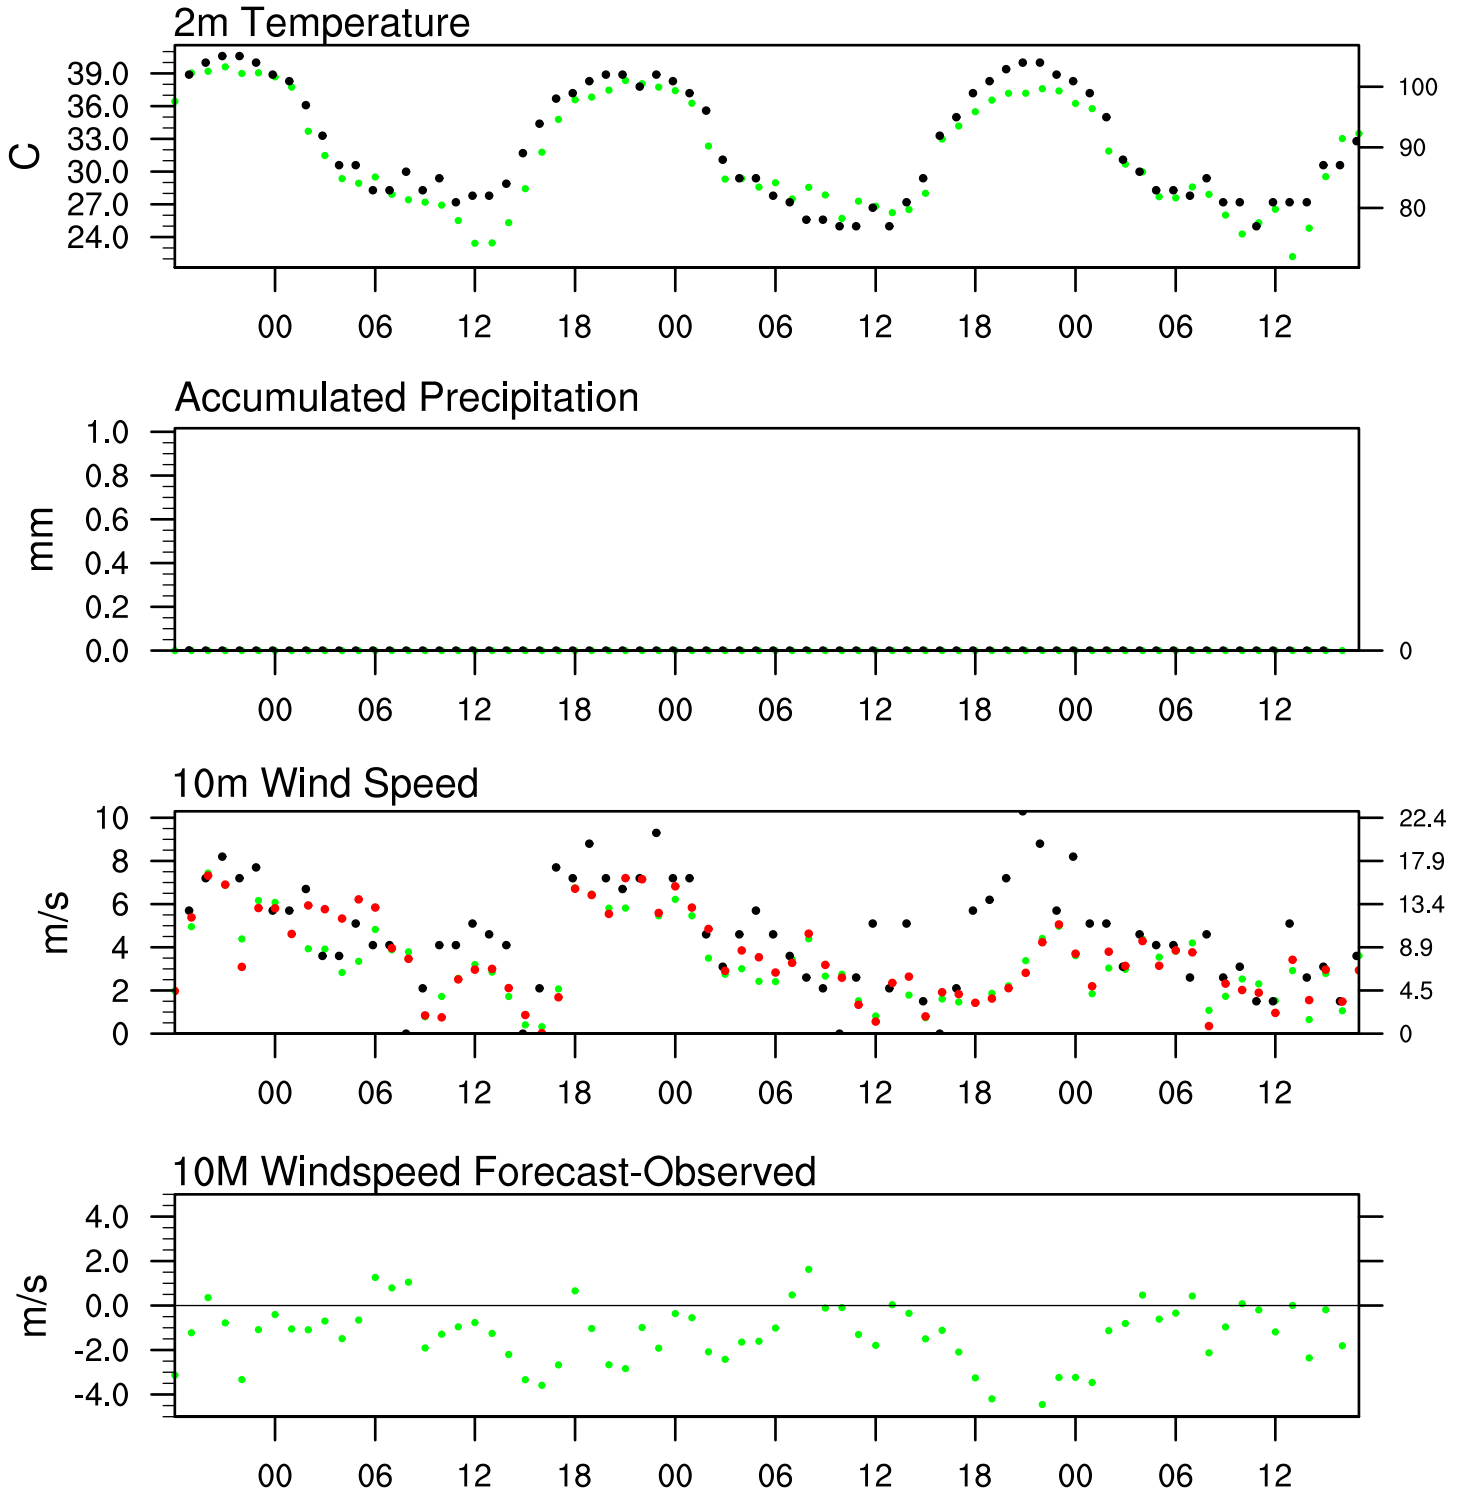 2m Temperature
39.0
36.0
33.0
30.0
27.0
24.0
C
100
90
80
00 06 12 18 00 06 12 18 00 06 12
Accumulated Precipitation
1.0
0.8
0.6
0.4
0.2
0.0
mm
0
00 06 12 18 00 06 12 18 00 06 12
10m Wind Speed
10
8
6
4
2
0
m/s
22.4
17.9
13.4
8.9
4.5
0
00 06 12 18 00 06 12 18 00 06 12
10M Windspeed Forecast-Observed
4.0
2.0
0.0
-2.0
-4.0
m/s
00 06 12 18 00 06 12 18 00 06 12